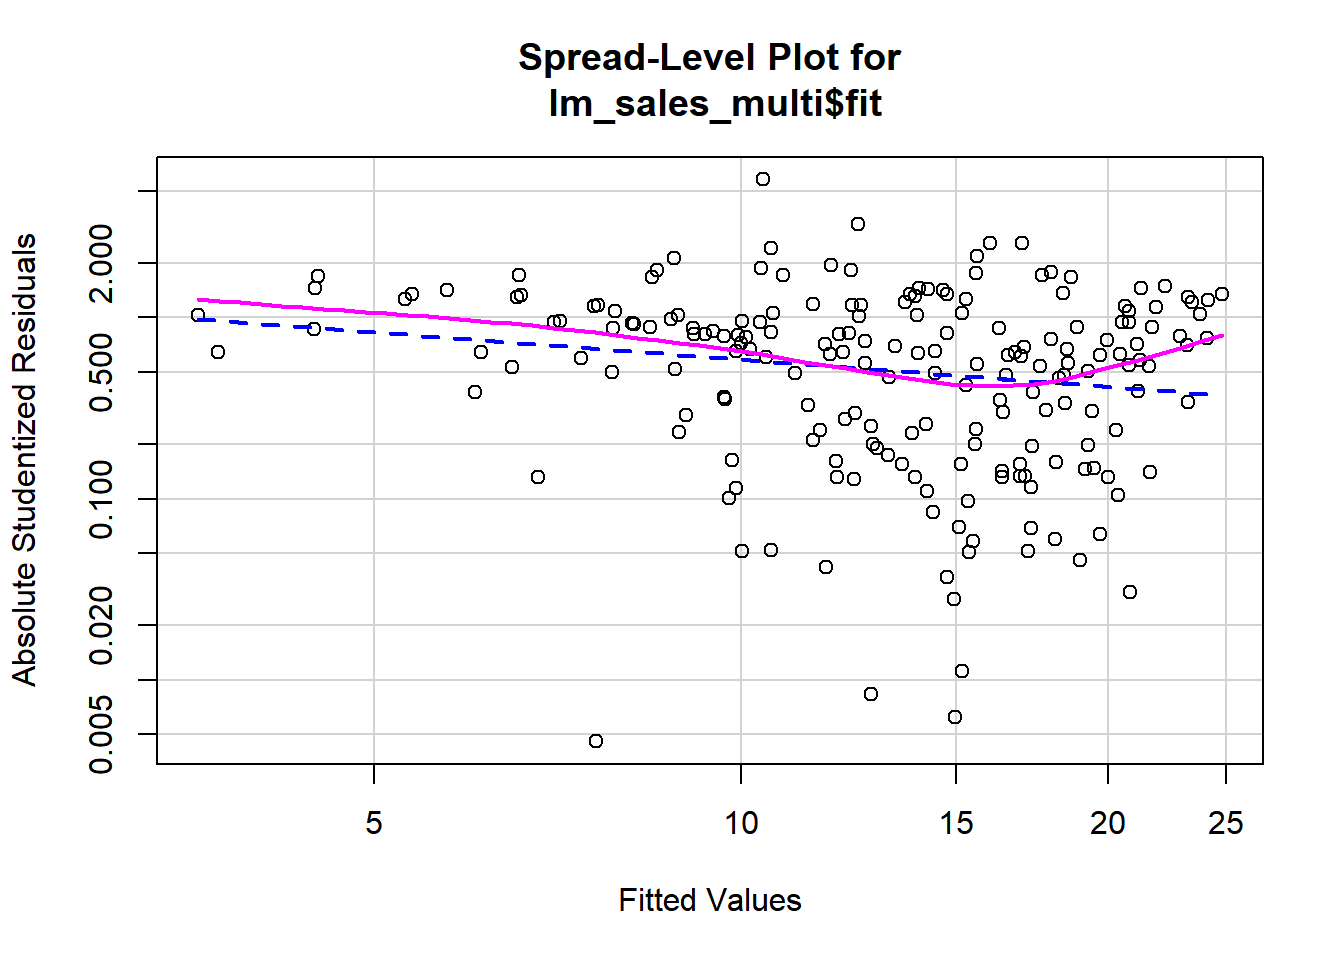 Spread-Level Plot for
lm_sales_multi$fit
Absolute Studentized Residuals
2.000
0.500
0.100
0.020
0.005
5 10 15 20 25
Fitted Values